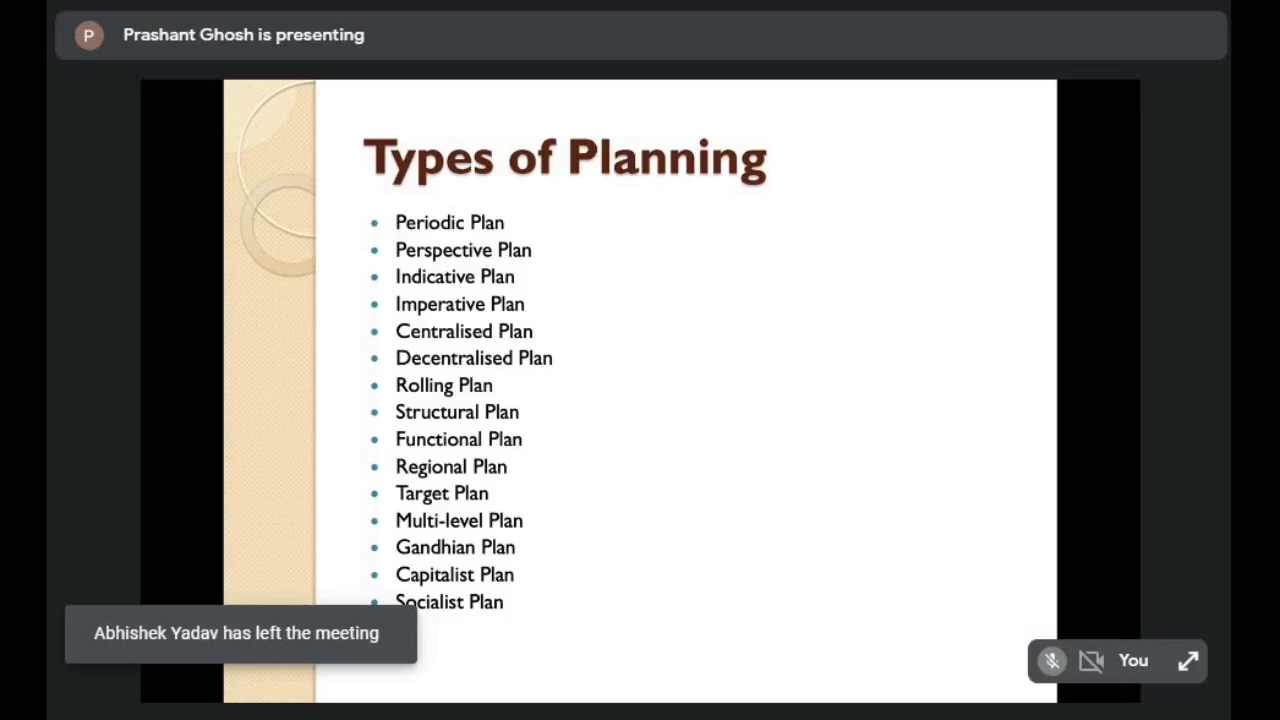 P
Prashant Ghosh is presenting
Types of Planning
• Periodic Plan
• Perspective Plan
• Indicative Plan
• Imperative Plan
• Centralised Plan
• Decentralised Plan
• Rolling Plan
• Structural Plan
• Functional Plan
• Regional Plan
• Target Plan
• Multi-level Plan
• Gandhian Plan
• Capitalist Plan
• Socialist Plan
Abhishek Yadav has left the meeting
You